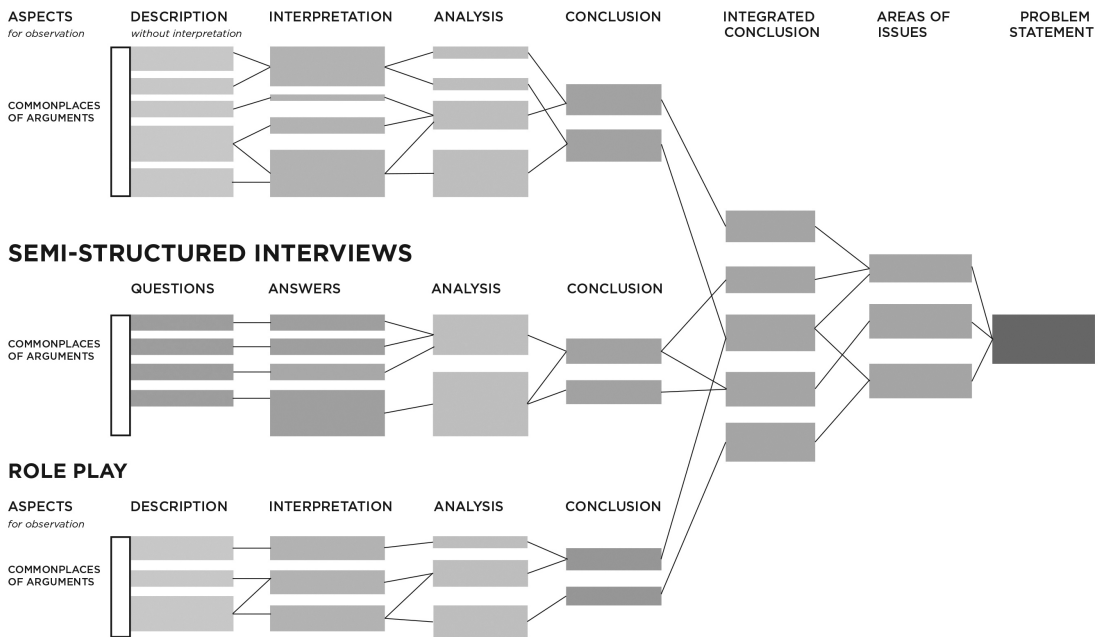 ASPECTS
for observation
DESCRIPTION
without interpretation
INTERPRETATION
ANALYSIS
CONCLUSION
INTEGRATED
CONCLUSION
AREAS OF
ISSUES
PROBLEM
STATEMENT
COMMONPLACES
OF ARGUMENTS
SEMI-STRUCTURED INTERVIEWS
QUESTIONS
ANSWERS
ANALYSIS
CONCLUSION
COMMONPLACES
OF ARGUMENTS
ROLE PLAY
ASPECTS
for observation
DESCRIPTION
INTERPRETATION
ANALYSIS
CONCLUSION
COMMONPLACES
OF ARGUMENTS